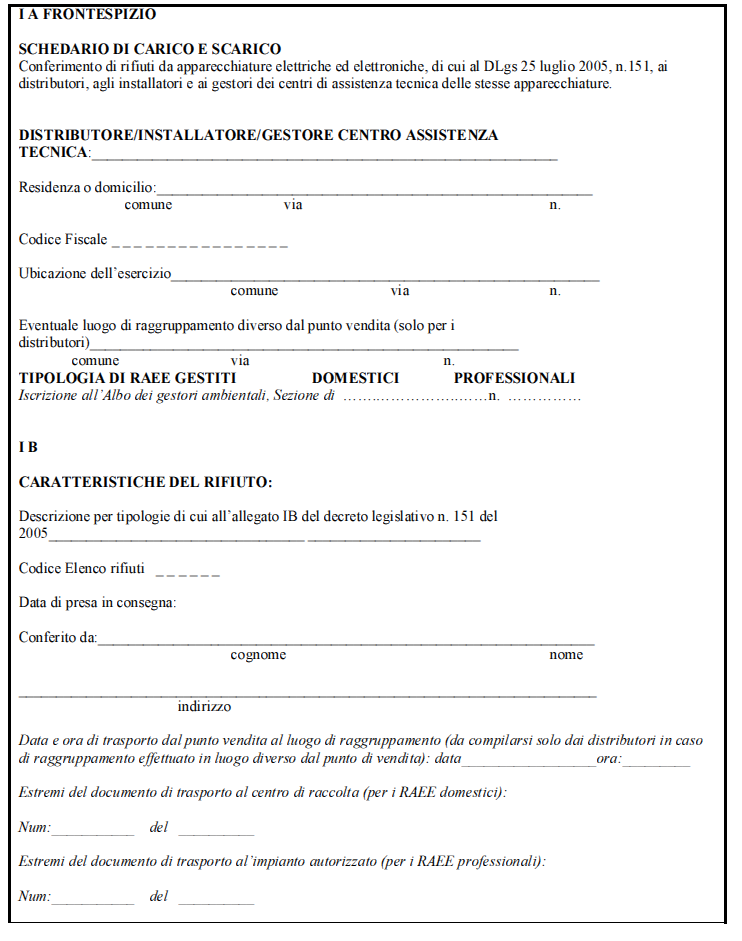 I A FRONTESPIZIO
SCHEDARIO DI CARICO E SCARICO
Conferimento di rifiuti da apparecchiature elettriche ed elettroniche, di cui al DLgs 25 luglio 2005, n.151, ai
distributori, agli installatori e ai gestori dei centri di assistenza tecnica delle stesse apparecchiature.
DISTRIBUTORE/INSTALLATORE/GESTORE CENTRO ASSISTENZA
TECNICA:______________________________________________________________
Residenza o domicilio:__________________________________________________________
comune via n.
Codice Fiscale _ _ _ _ _ _ _ _ _ _ _ _ _ _ _ _
Ubicazione dell'esercizio_________________________________________________________
comune via n.
Eventuale luogo di raggruppamento diverso dal punto vendita (solo per i
distributori)_________________________________________________________
comune via n.
TIPOLOGIA DI RAEE GESTITI DOMESTICI PROFESSIONALI
Iscrizione all'Albo dei gestori ambientali, Sezione di …….……………..……n. ……………
I B
CARATTERISTICHE DEL RIFIUTO:
Descrizione per tipologie di cui all'allegato IB del decreto legislativo n. 151 del
2005__________________________________ _______________________
Codice Elenco rifiuti _ _ _ _ _ _
Data di presa in consegna:
Conferito da:__________________________________________________________________
cognome nome
_____________________________________________________________________________
indirizzo
Data e ora di trasporto dal punto vendita al luogo di raggruppamento (da compilarsi solo dai distributori in caso
di raggruppamento effettuato in luogo diverso dal punto di vendita): data__________________ora:_________
Estremi del documento di trasporto al centro di raccolta (per i RAEE domestici):
Num:___________ del __________
Estremi del documento di trasporto al'impianto autorizzato (per i RAEE professionali):
Num:___________ del __________